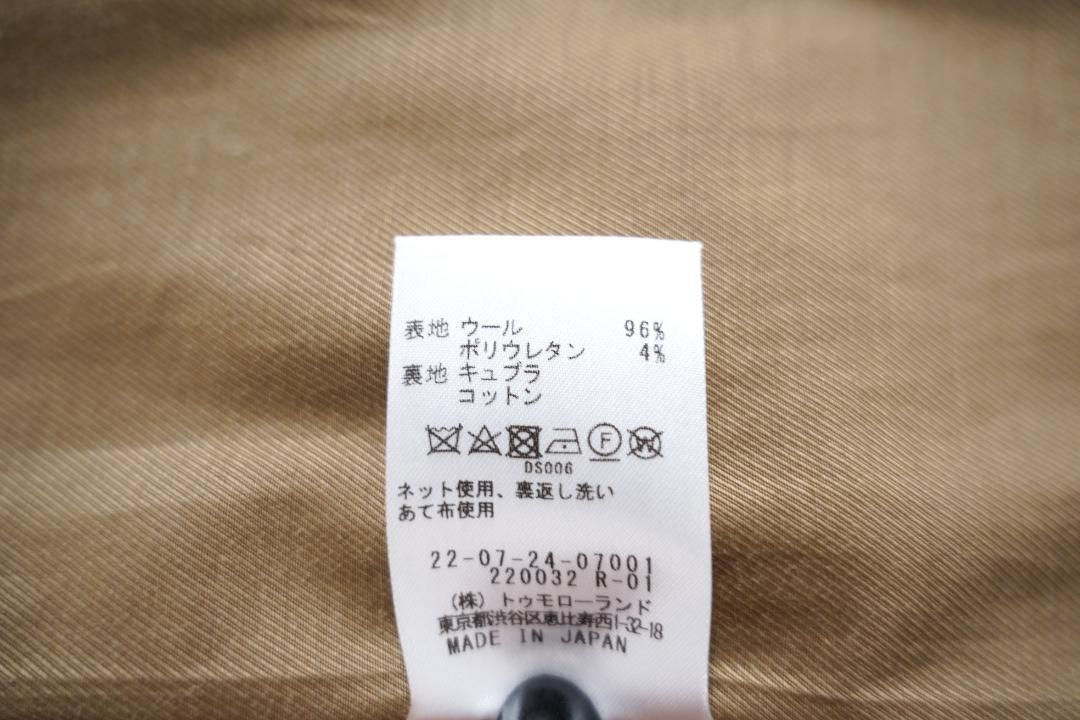 表地 ウール 96%
ポリウレタン 4%
裏地 キュプラ
コットン
F W
DS006
ネット使用、裏返し洗い
あて布使用
22-07-24-07001
220032 R-01
(株) トゥモローランド
東京都渋谷区恵比寿西1-32-18
MADE IN JAPAN